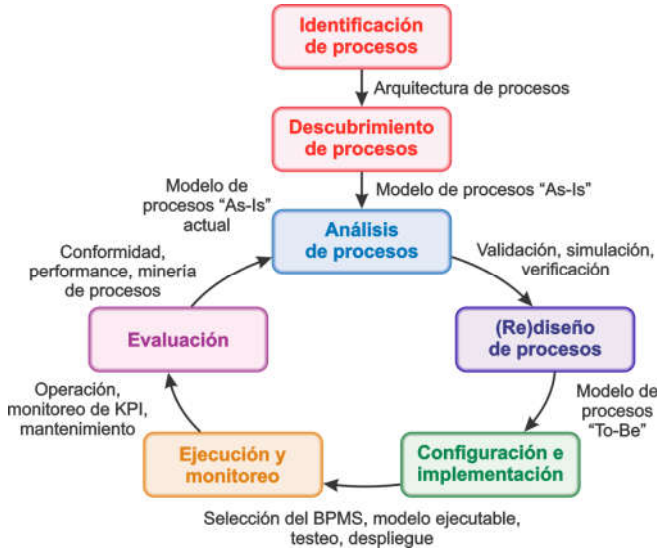 Identificación
de procesos
Arquitectura de procesos
Descubrimiento
de procesos
Modelo de
procesos “As-Is”
actual
Modelo de procesos “As-Is”
Análisis
de procesos
Conformidad,
performance, minería
de procesos
Validación, simulación,
verificación
Evaluación
(Re)diseño
de procesos
Operación,
monitoreo de KPI,
mantenimiento
Modelo de
procesos
“To-Be”
Ejecución y
monitoreo
Configuración e
implementación
Selección del BPMS, modelo ejecutable,
testeo, despliegue